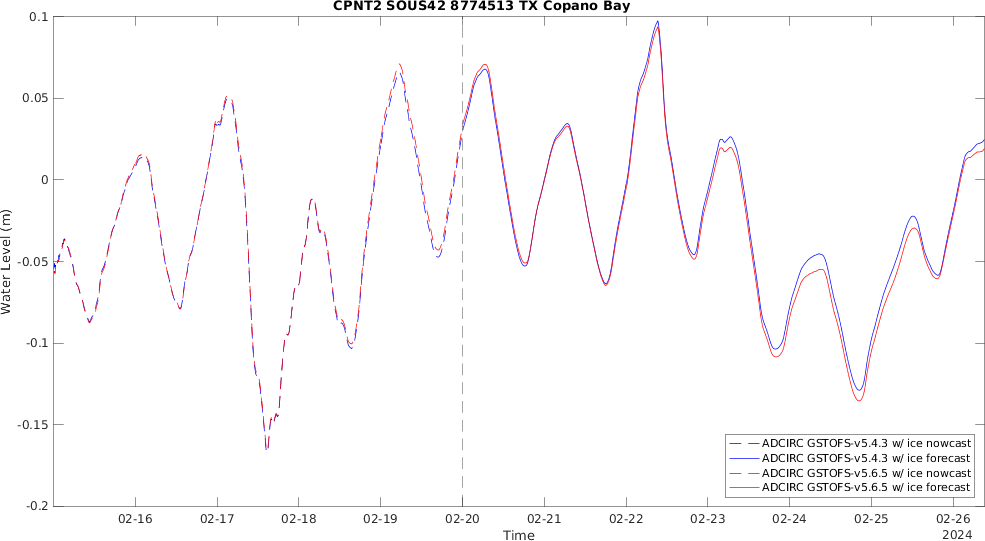 CPNT2 SOUS42 8774513 TX Copano Bay
0.1
0.05
0
-0.05
-0.1
-0.15
-0.2
Water Level (m)
ADCIRC GSTOFS-v5.4.3 w/ ice nowcast
ADCIRC GSTOFS-v5.4.3 w/ ice forecast
ADCIRC GSTOFS-v5.6.5 w/ ice nowcast
ADCIRC GSTOFS-v5.6.5 w/ ice forecast
02-16 02-17 02-18 02-19 02-20 02-21 02-22 02-23 02-24 02-25 02-26
Time
2024